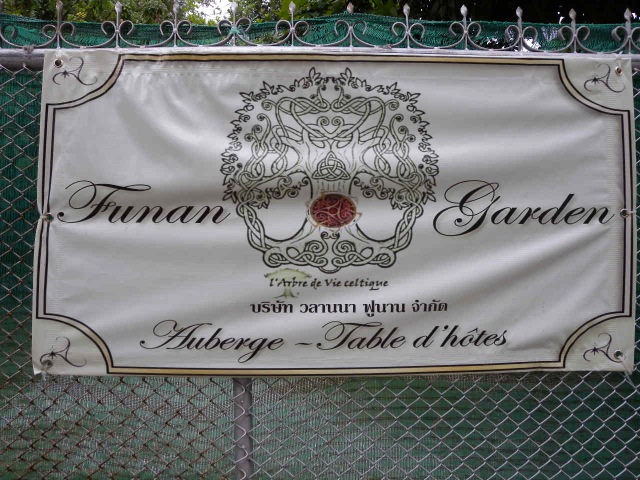 Funan Garden
l'Arbre de Vie celtique
บริษัท วลานนา ฟูนาน จำกัด
Auberge ~ Table d'hôtes